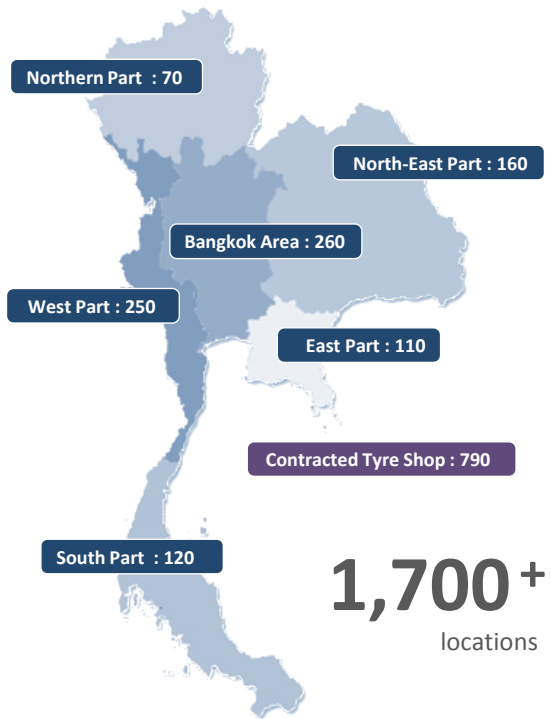 Northern Part : 70
North-East Part : 160
Bangkok Area : 260
West Part : 250
East Part : 110
Contracted Tyre Shop : 790
South Part : 120
1,700+
locations